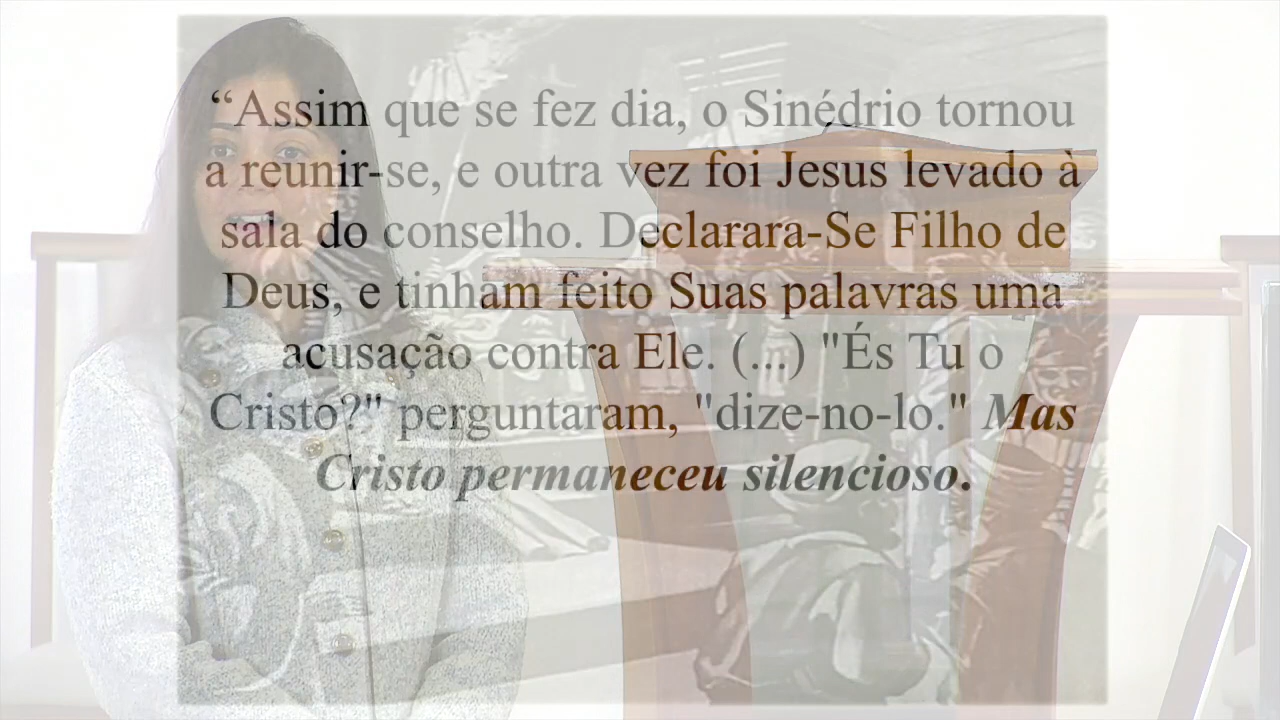 “Assim que se fez dia, o Sinédrio tornou
a reunir-se, e outra vez foi Jesus levado à
sala do conselho. Declarara-Se Filho de
Deus, e tinham feito Suas palavras uma
acusação contra Ele. (...) "És Tu o
Cristo?" perguntaram, "dize-no-lo." Mas
Cristo permaneceu silencioso.